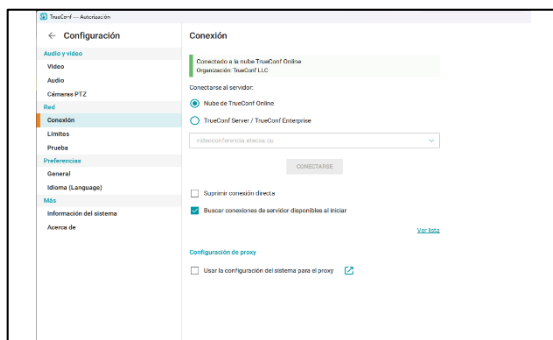 TrueConf — Autorización
Configuración
Audio y video
Video
Audio
Cámaras PTZ
Red
Conexión
Límites
Prueba
Preferencias
General
Idioma (Language)
Más
Información del sistema
Acerca de
Conexión
Conectado a la nube TrueConf Online
Organización: TrueConf LLC
Conectarse al servidor:
Nube de TrueConf Online
TrueConf Server / TrueConf Enterprise
videoconferencia.etecsa.cu
CONECTARSE
Suprimir conexión directa
Buscar conexiones de servidor disponibles al iniciar
Ver lista
Configuración de proxy
Usar la configuración del sistema para el proxy